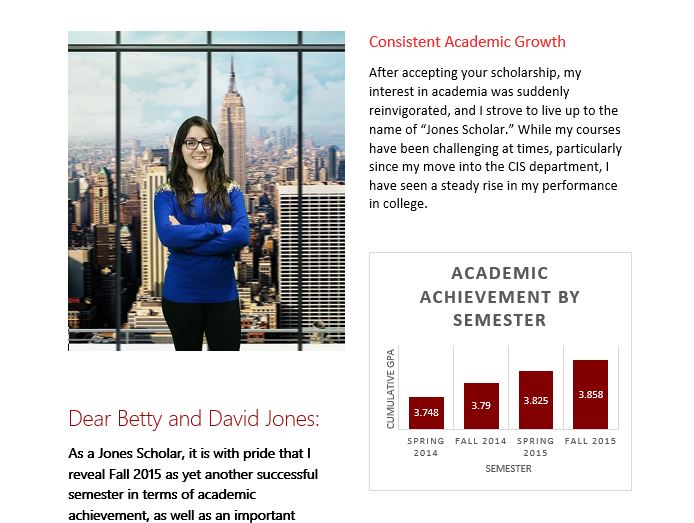 Consistent Academic Growth
After accepting your scholarship, my
interest in academia was suddenly
reinvigorated, and I strove to live up to the
name of “Jones Scholar.” While my courses
have been challenging at times, particularly
since my move into the CIS department, I
have seen a steady rise in my performance
in college.
ACADEMIC
ACHIEVEMENT BY
SEMESTER
CUMULATIVE GPA
3.748
3.79
3.825
3.858
SPRING 2014
FALL 2014
SPRING 2015
FALL 2015
SEMESTER
Dear Betty and David Jones:
As a Jones Scholar, it is with pride that I
reveal Fall 2015 as yet another successful
semester in terms of academic
achievement, as well as an important